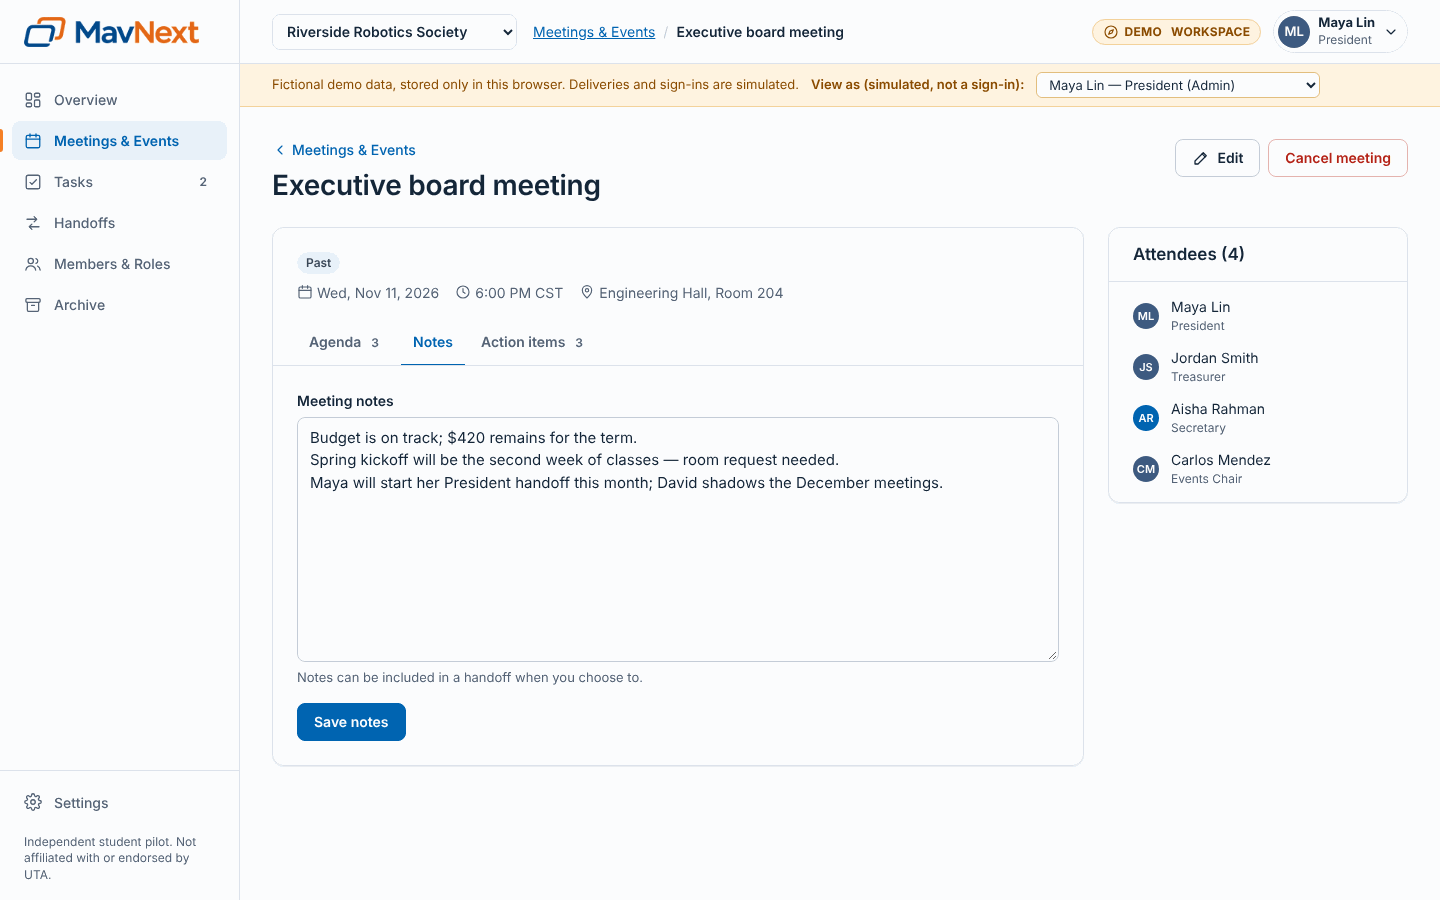 MavNext
Riverside Robotics Society
Meetings & Events / Executive board meeting
DEMO WORKSPACE
ML
Maya Lin
President
Fictional demo data, stored only in this browser. Deliveries and sign-ins are simulated. View as (simulated, not a sign-in): Maya Lin — President (Admin)
Overview
Meetings & Events
Tasks 2
Handoffs
Members & Roles
Archive
Settings
Independent student pilot. Not
affiliated with or endorsed by
UTA.
Meetings & Events
Executive board meeting
Edit
Cancel meeting
Past
Wed, Nov 11, 2026 6:00 PM CST Engineering Hall, Room 204
Agenda 3 Notes Action items 3
Meeting notes
Budget is on track; $420 remains for the term.
Spring kickoff will be the second week of classes — room request needed.
Maya will start her President handoff this month; David shadows the December meetings.
Notes can be included in a handoff when you choose to.
Save notes
Attendees (4)
ML
Maya Lin
President
JS
Jordan Smith
Treasurer
AR
Aisha Rahman
Secretary
CM
Carlos Mendez
Events Chair